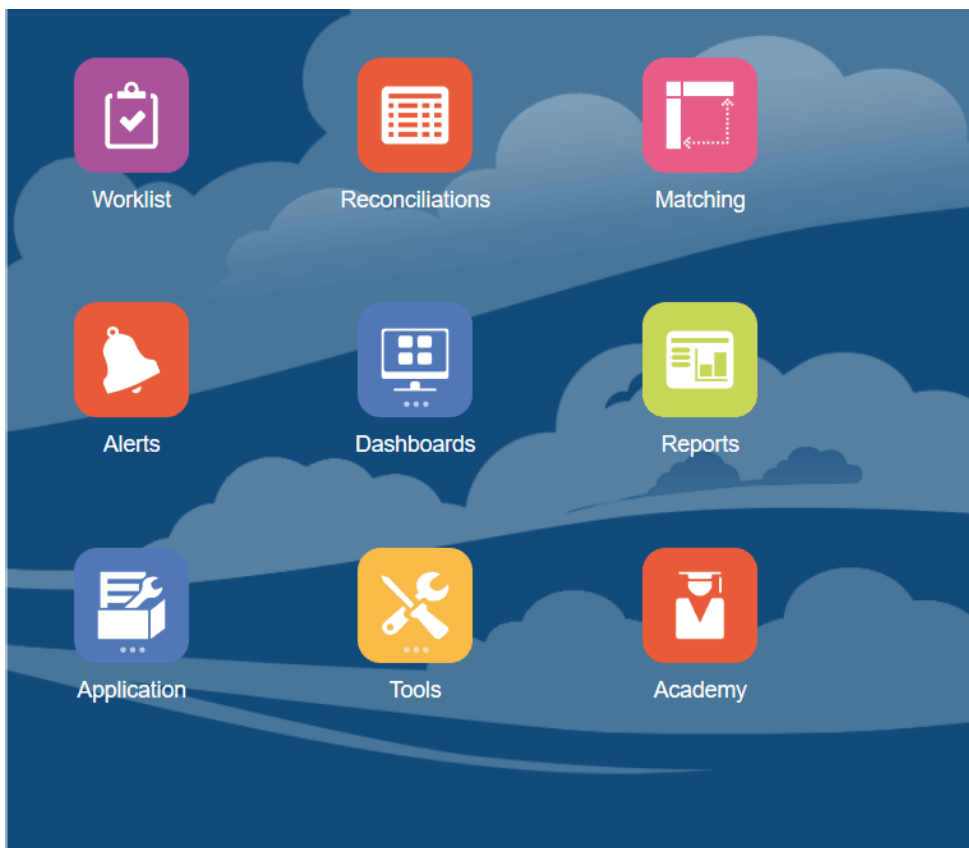 Worklist
Reconciliations
Matching
Alerts
Dashboards
Reports
Application
Tools
Academy